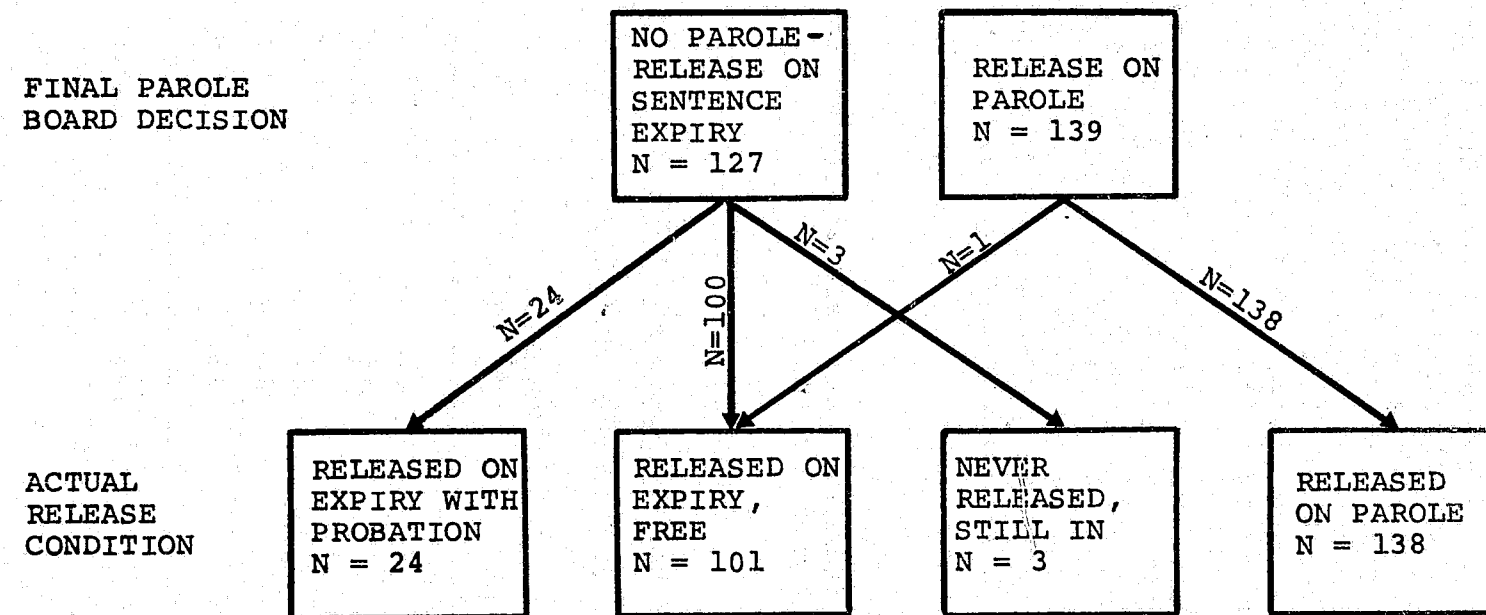 FINAL PAROLE
BOARD DECISION
NO PAROLE-
RELEASE ON
SENTENCE
EXPIRY
N = 127
RELEASE ON
PAROLE
N = 139
N=24
N=100
N=3
N=1
N=138
ACTUAL
RELEASE
CONDITION
RELEASED ON
EXPIRY WITH
PROBATION
N = 24
RELEASED ON
EXPIRY,
FREE
N = 101
NEVER
RELEASED,
STILL IN
N = 3
RELEASED
ON PAROLE
N = 138